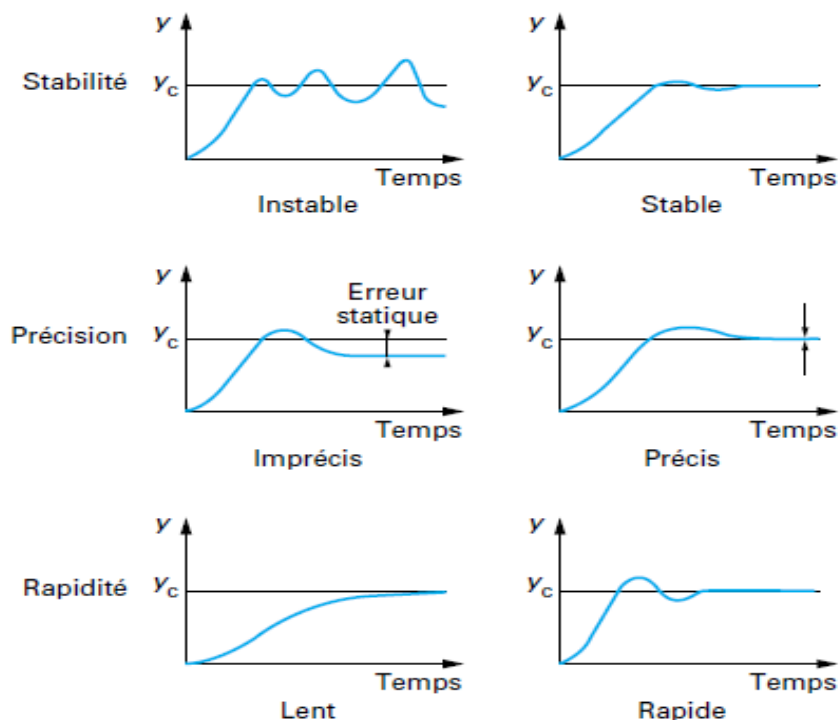 y
Stabilité
yc
Temps
Instable
y
yc
Temps
Stable
y
Précision
yc
Erreur
statique
Temps
Imprécis
y
yc
Temps
Précis
y
Rapidité
yc
Temps
Lent
y
yc
Temps
Rapide